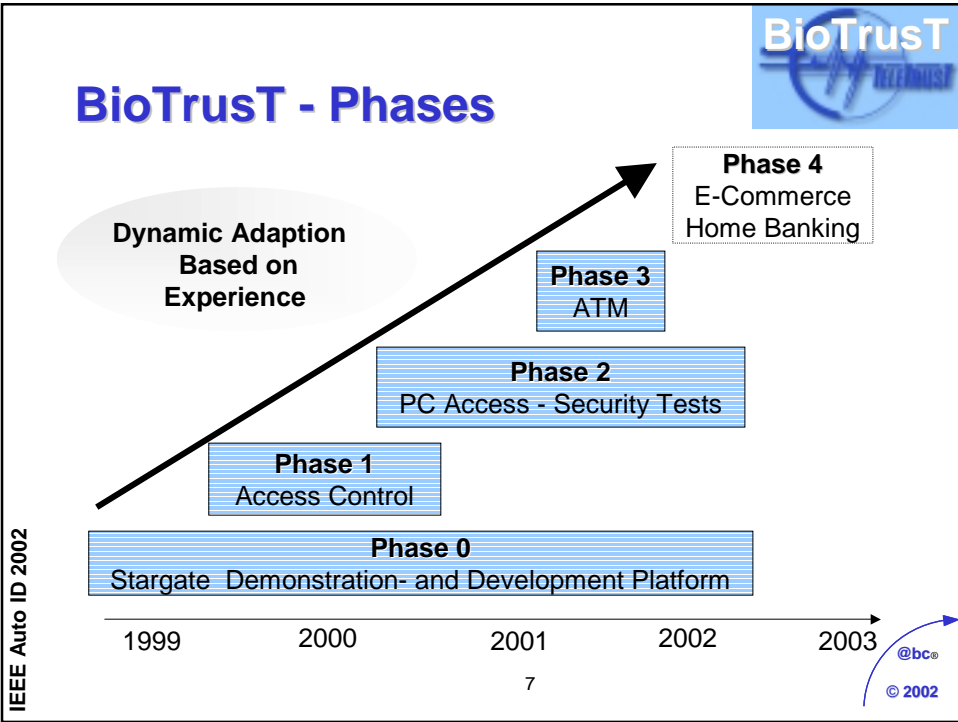 BioTrusT
TELETRUST
BioTrusT - Phases
Phase 4
E-Commerce
Home Banking
Dynamic Adaption
Based on
Experience
Phase 3
ATM
Phase 2
PC Access - Security Tests
Phase 1
Access Control
Phase 0
Stargate Demonstration- and Development Platform
1999 2000 2001 2002 2003
IEEE Auto ID 2002
7
@bc®
© 2002